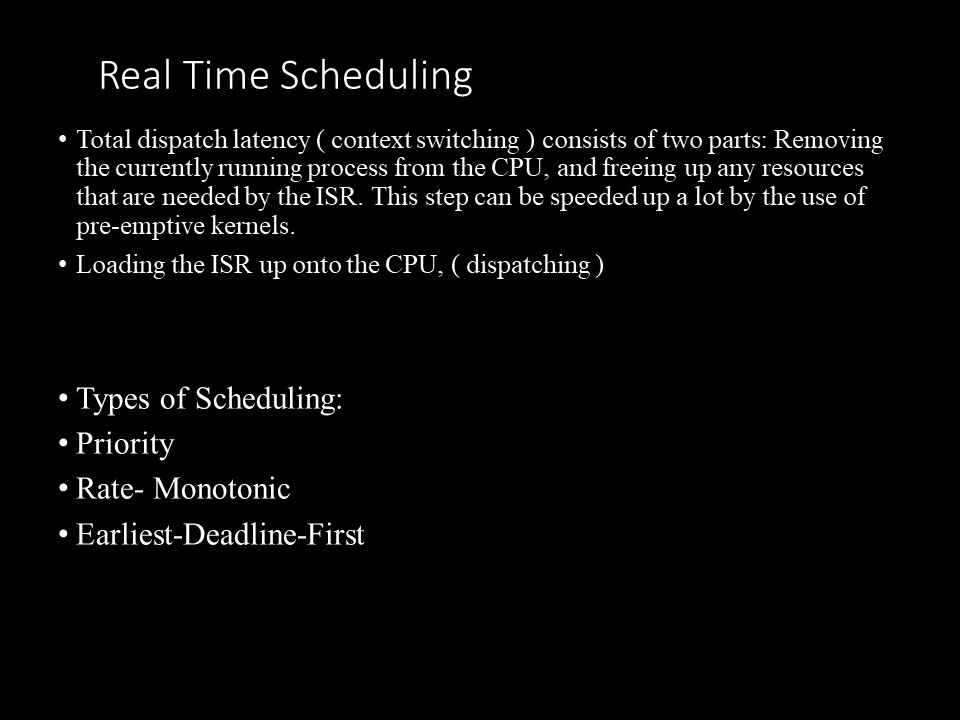 Real Time Scheduling
• Total dispatch latency ( context switching ) consists of two parts: Removing
the currently running process from the CPU, and freeing up any resources
that are needed by the ISR. This step can be speeded up a lot by the use of
pre-emptive kernels.
• Loading the ISR up onto the CPU, ( dispatching )
• Types of Scheduling:
• Priority
• Rate- Monotonic
• Earliest-Deadline-First